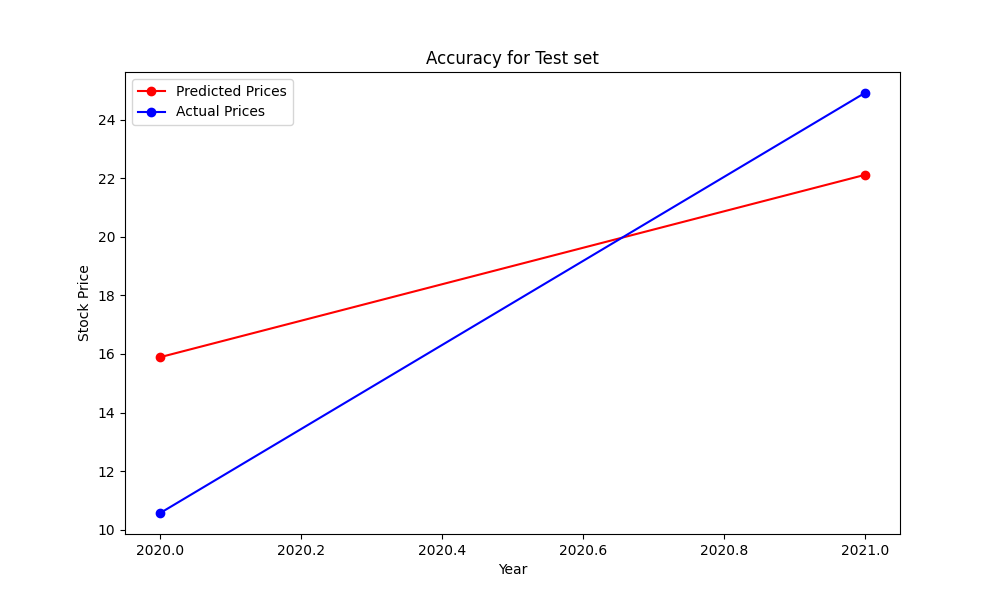 Accuracy for Test set
Predicted Prices
Actual Prices
Stock Price
24
22
20
18
16
14
12
10
2020.0 2020.2 2020.4 2020.6 2020.8 2021.0
Year